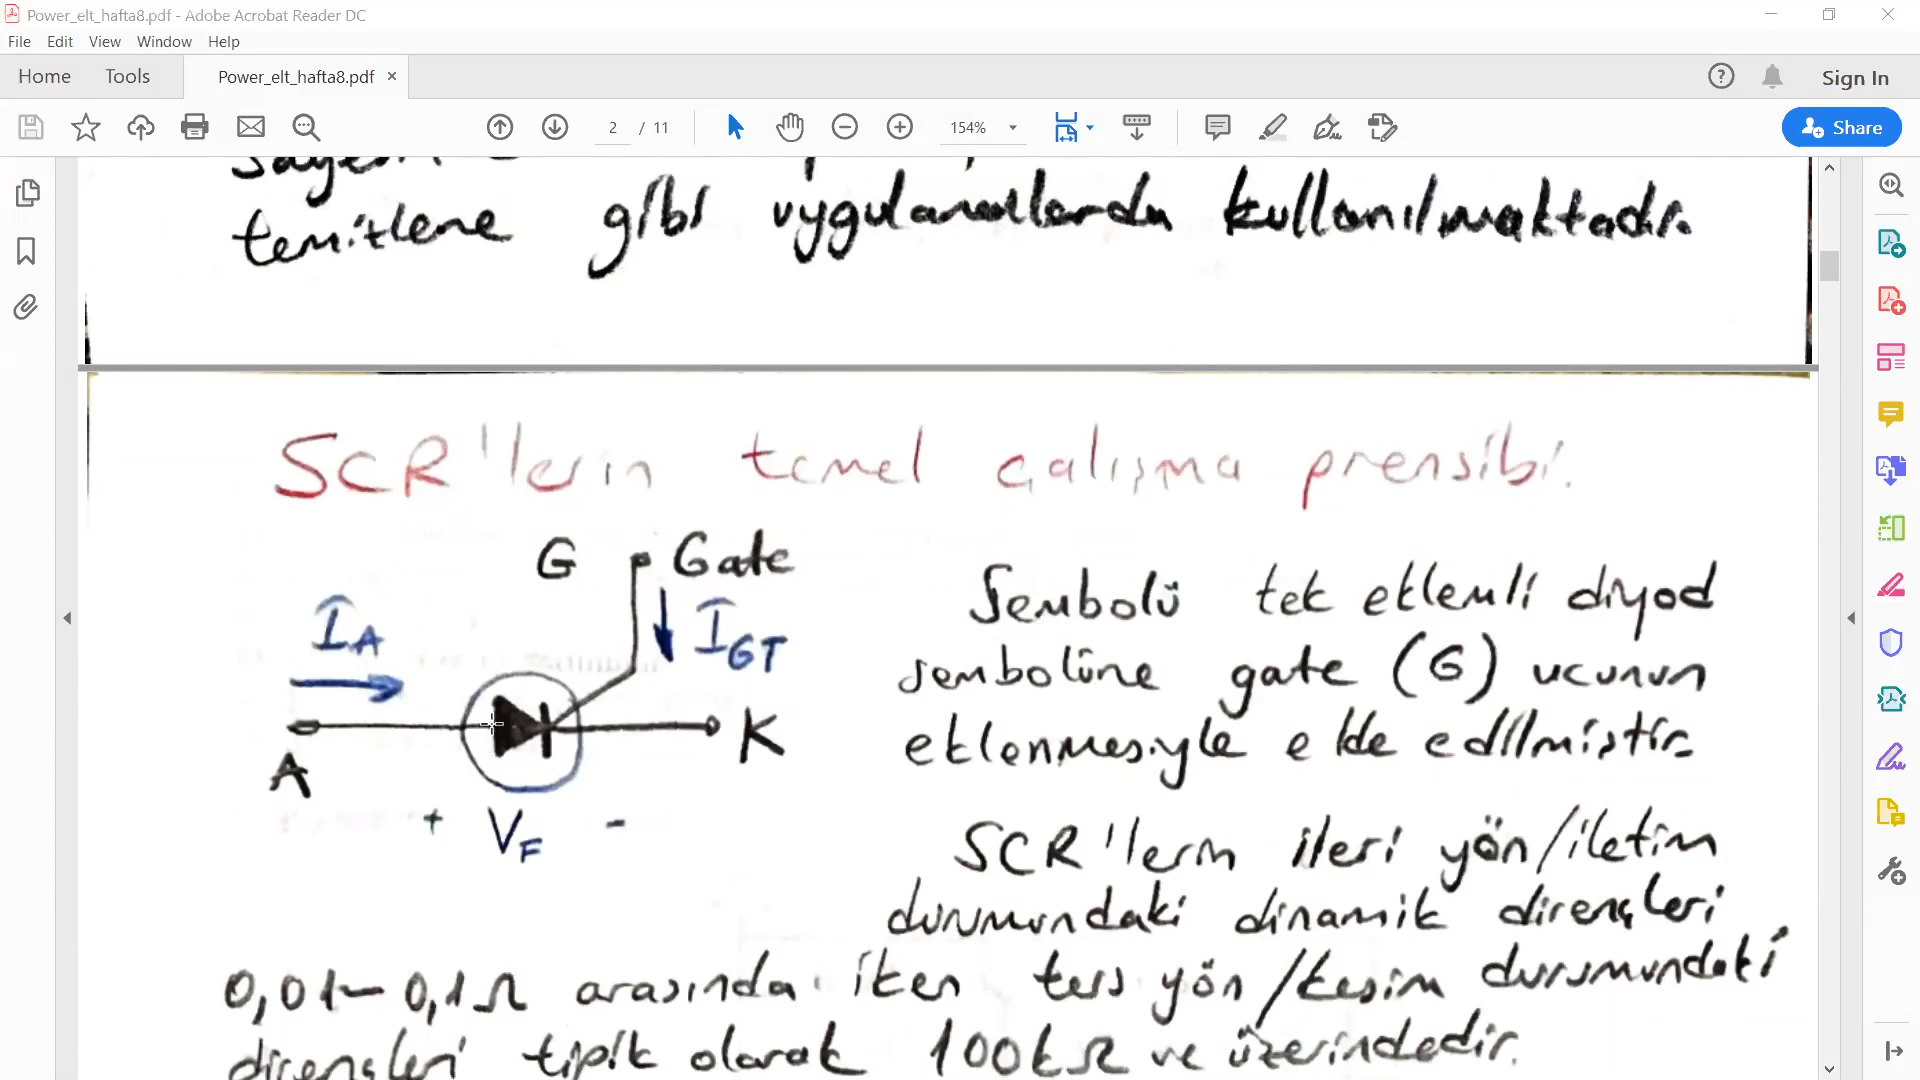 Power_elt_hafta8.pdf - Adobe Acrobat Reader DC
File Edit View Window Help
Home Tools Power_elt_hafta8.pdf × Sign In
2 / 11 154% Share
temizleme gibi uygulamalarda kullanılmaktadır.
SCR'lerin temel çalışma prensibi.
G Gate
IA
IGT
A
K
+ VF -
Sembolü tek eklemli diyod
sembolüne gate (G) ucunun
eklenmesiyle elde edilmiştir.
SCR'lerin ileri yön/iletim
durumundaki dinamik dirençleri
0,01 - 0,1Ω arasında iken ters yön/kesim durumundaki
dirençleri tipik olarak 100kΩ ve üzerindedir.